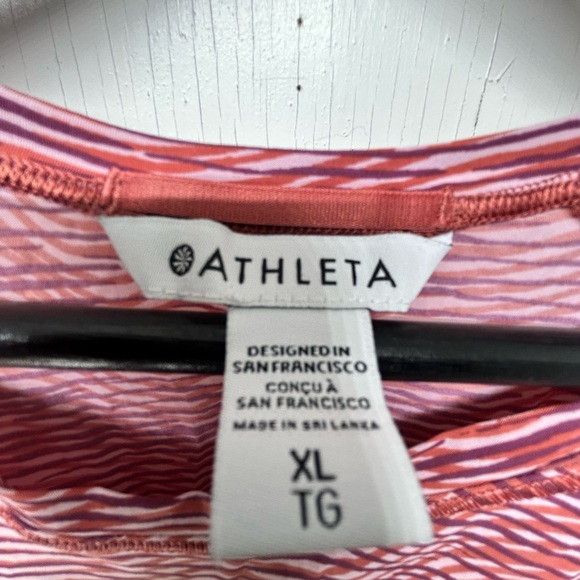 ATHLETA
DESIGNED IN
SAN FRANCISCO
CONÇU À
SAN FRANCISCO
MADE IN SRI LANKA
XL
TG